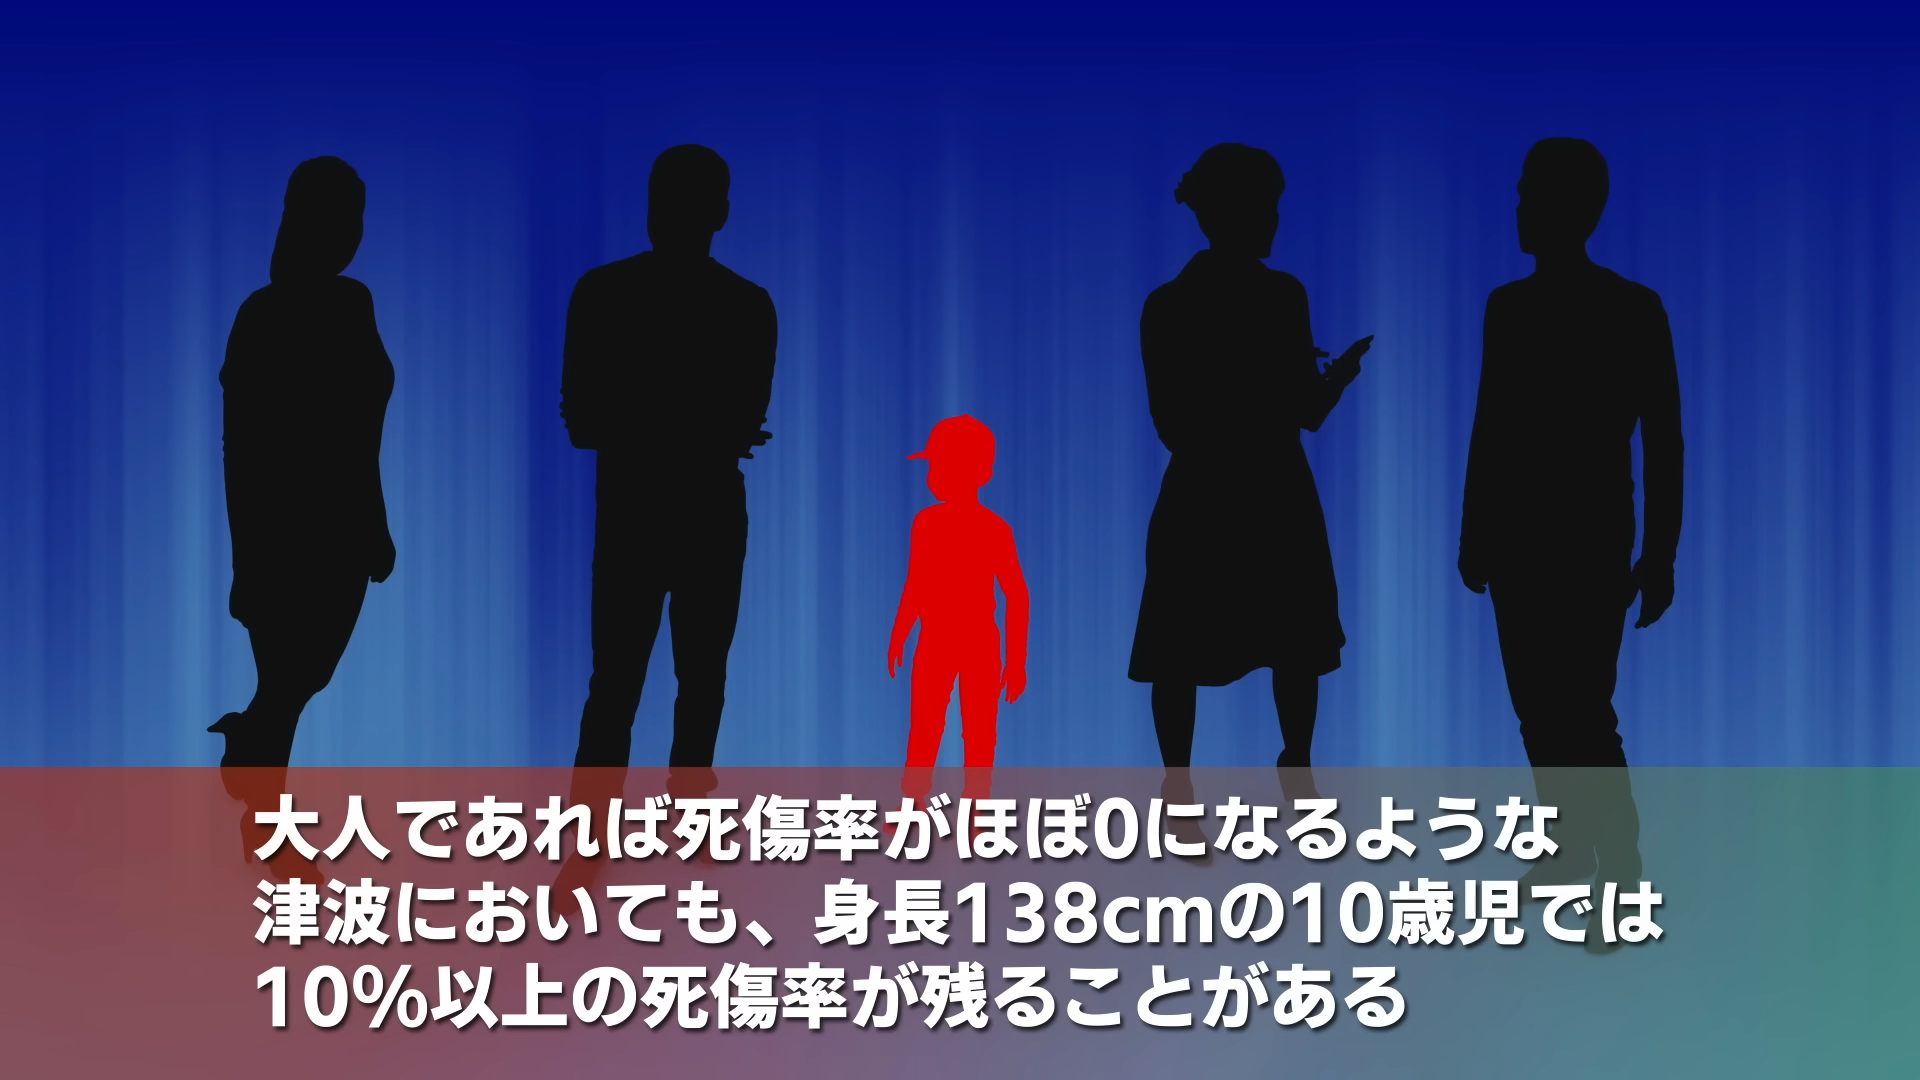 大人であれば死傷率がほぼ0になるような
津波においても、身長138cmの10歳児では
10%以上の死傷率が残ることがある